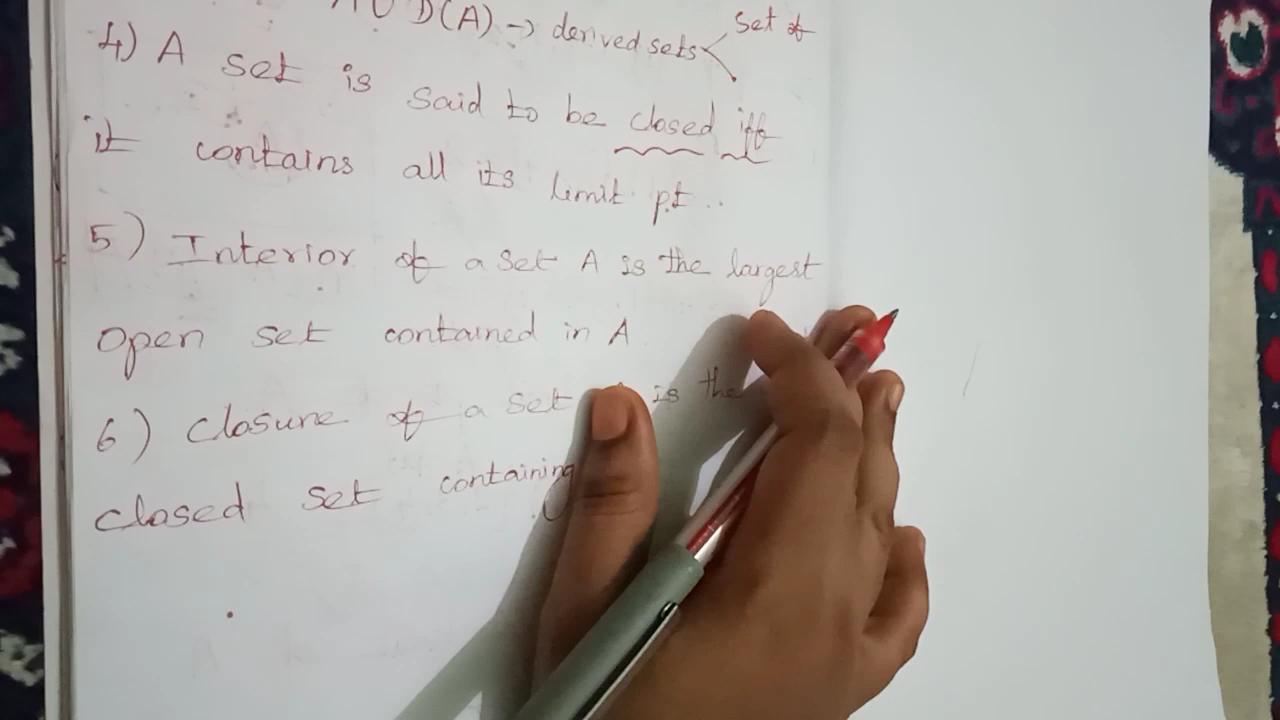 A ∪ D(A) → derived sets
Set of
4) A set is said to be closed iff
it contains all its limit pt..
5) Interior of a set A is the largest
open set contained in A
6) Closure of a set is the
closed set containing